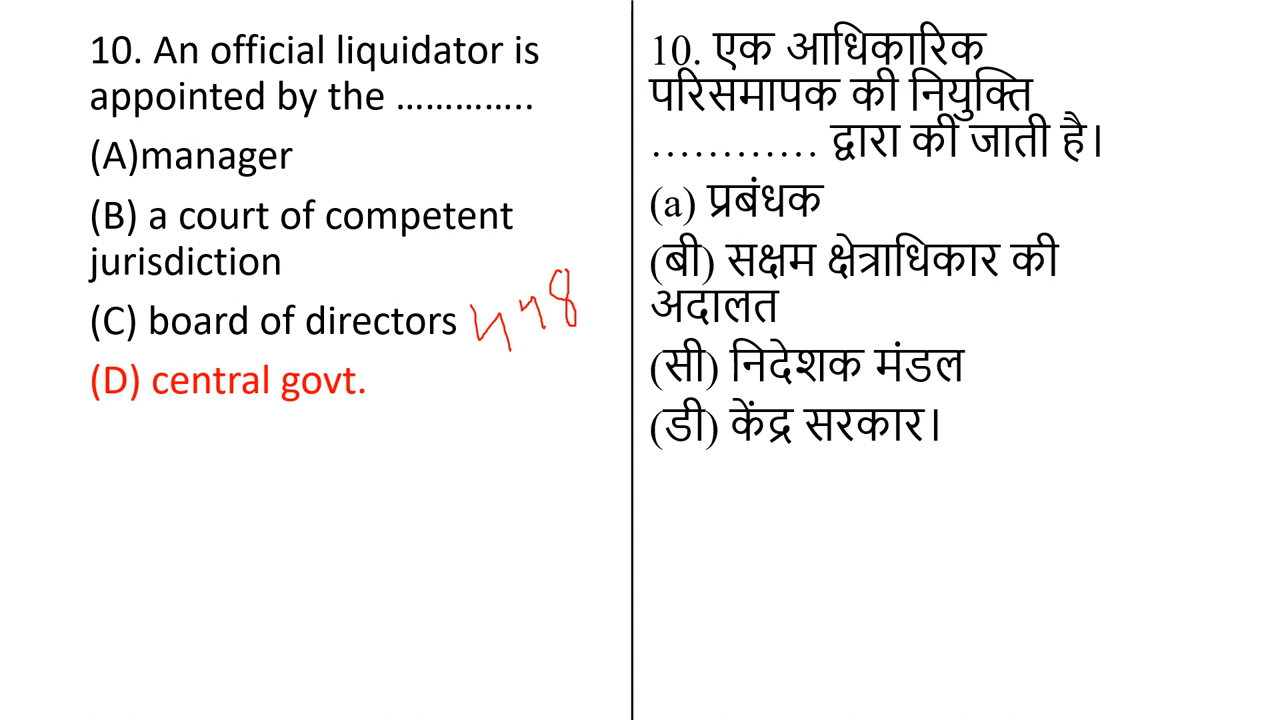 10. An official liquidator is
appointed by the …………..
(A)manager
(B) a court of competent
jurisdiction
(C) board of directors 448
(D) central govt.
10. एक आधिकारिक
परिसमापक की नियुक्ति
………… द्वारा की जाती है।
(a) प्रबंधक
(बी) सक्षम क्षेत्राधिकार की
अदालत
(सी) निदेशक मंडल
(डी) केंद्र सरकार।